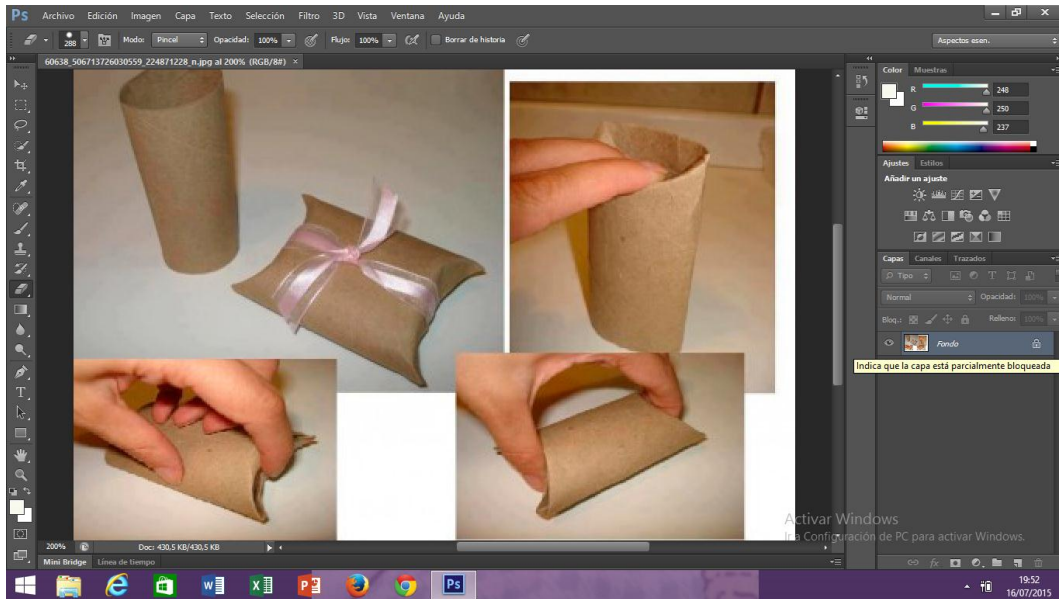 Ps Archivo Edición Imagen Capa Texto Selección Filtro 3D Vista Ventana Ayuda
288 Modo: Pincel Opacidad: 100% Flujo: 100% Borrar de historia Aspectos esen.
60638_506713726030559_224871228_n.jpg al 200% (RGB/8#) ×
Color Muestras
R 248
G 250
B 237
Ajustes Estilos
Añadir un ajuste
Capas Canales Trazados
Tipo
Normal Opacidad: 100%
Bloq.: Relleno: 100%
Fondo
Indica que la capa está parcialmente bloqueada
Activar Windows
Ir a Configuración de PC para activar Windows.
200% Doc: 430,5 KB/430,5 KB
Mini Bridge Línea de tiempo
fx
Ps
19:52
16/07/2015